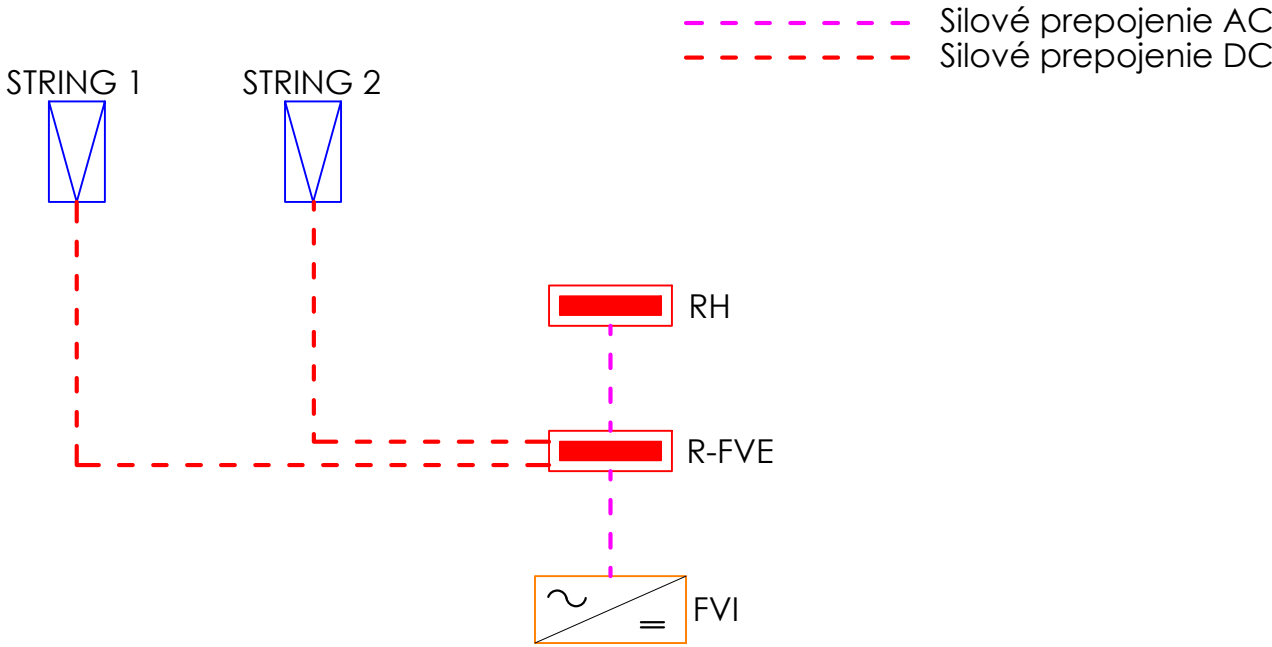 Silové prepojenie AC
Silové prepojenie DC
STRING 1
STRING 2
RH
R-FVE
FVI